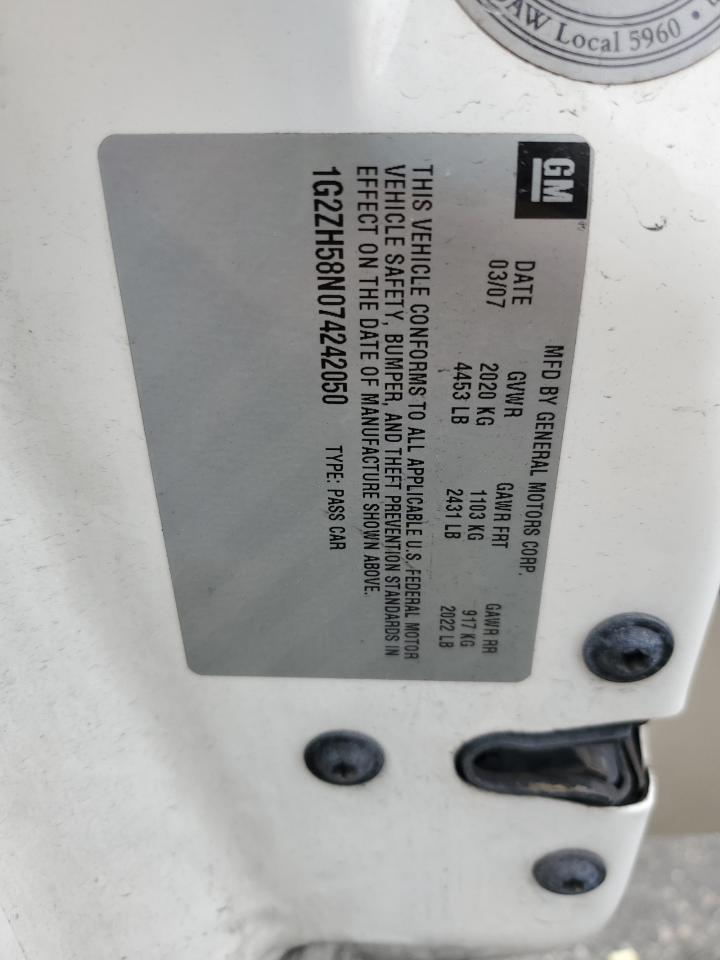 UAW Local 5960 •
GM
MFD BY GENERAL MOTORS CORP.
DATE GVWR GAWR FRT GAWR RR
03/07 2020 KG 1103 KG 917 KG
4453 LB 2431 LB 2022 LB
THIS VEHICLE CONFORMS TO ALL APPLICABLE U.S. FEDERAL MOTOR
VEHICLE SAFETY, BUMPER, AND THEFT PREVENTION STANDARDS IN
EFFECT ON THE DATE OF MANUFACTURE SHOWN ABOVE.
1G2ZH58N074242050 TYPE: PASS CAR